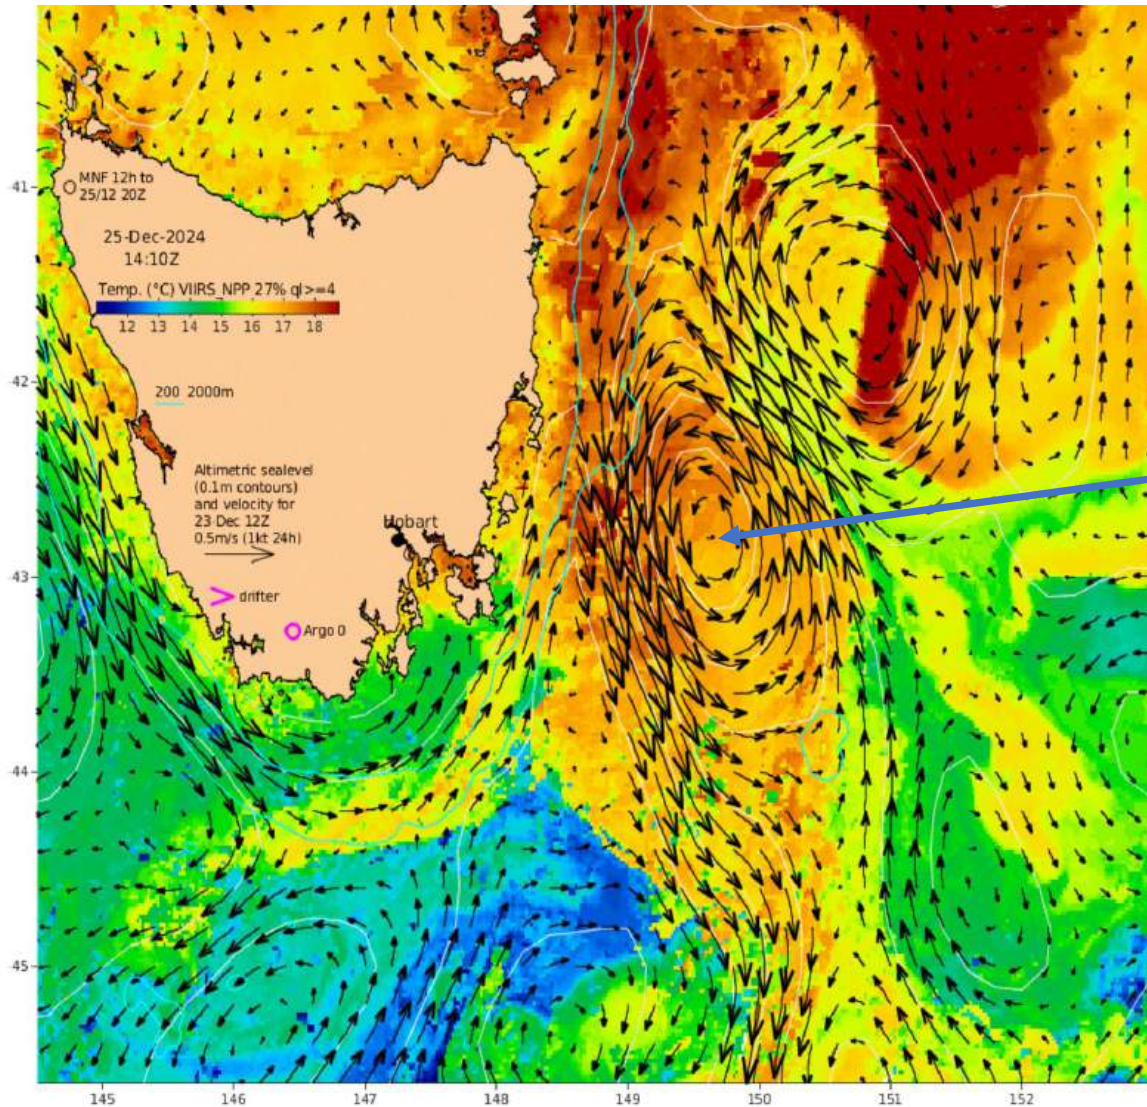 MNF 12h to
25/12 20Z
25-Dec-2024
14:10Z
Temp. (°C) VIIRS_NPP 27% ql>=4
12 13 14 15 16 17 18
200 2000m
Altimetric sealevel
(0.1m contours)
and velocity for
23 Dec 12Z
0.5m/s (1kt 24h)
Hobart
drifter
Argo 0
-41
-42
-43
-44
-45
145 146 147 148 149 150 151 152